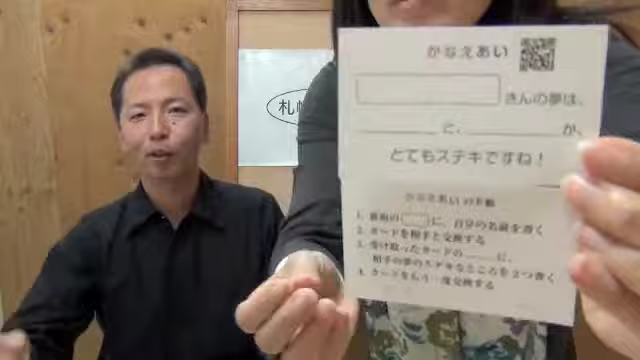 かなえあい
さんの夢は、
に、 が、
とてもステキですね!
かなえあいの手順
1. 最初の に、自分の名前を書く
2. カードを相手と交換する
3. 受け取ったカードの に、
相手の夢のステキなところを2つ書く
4. カードをもう一度交換する
札